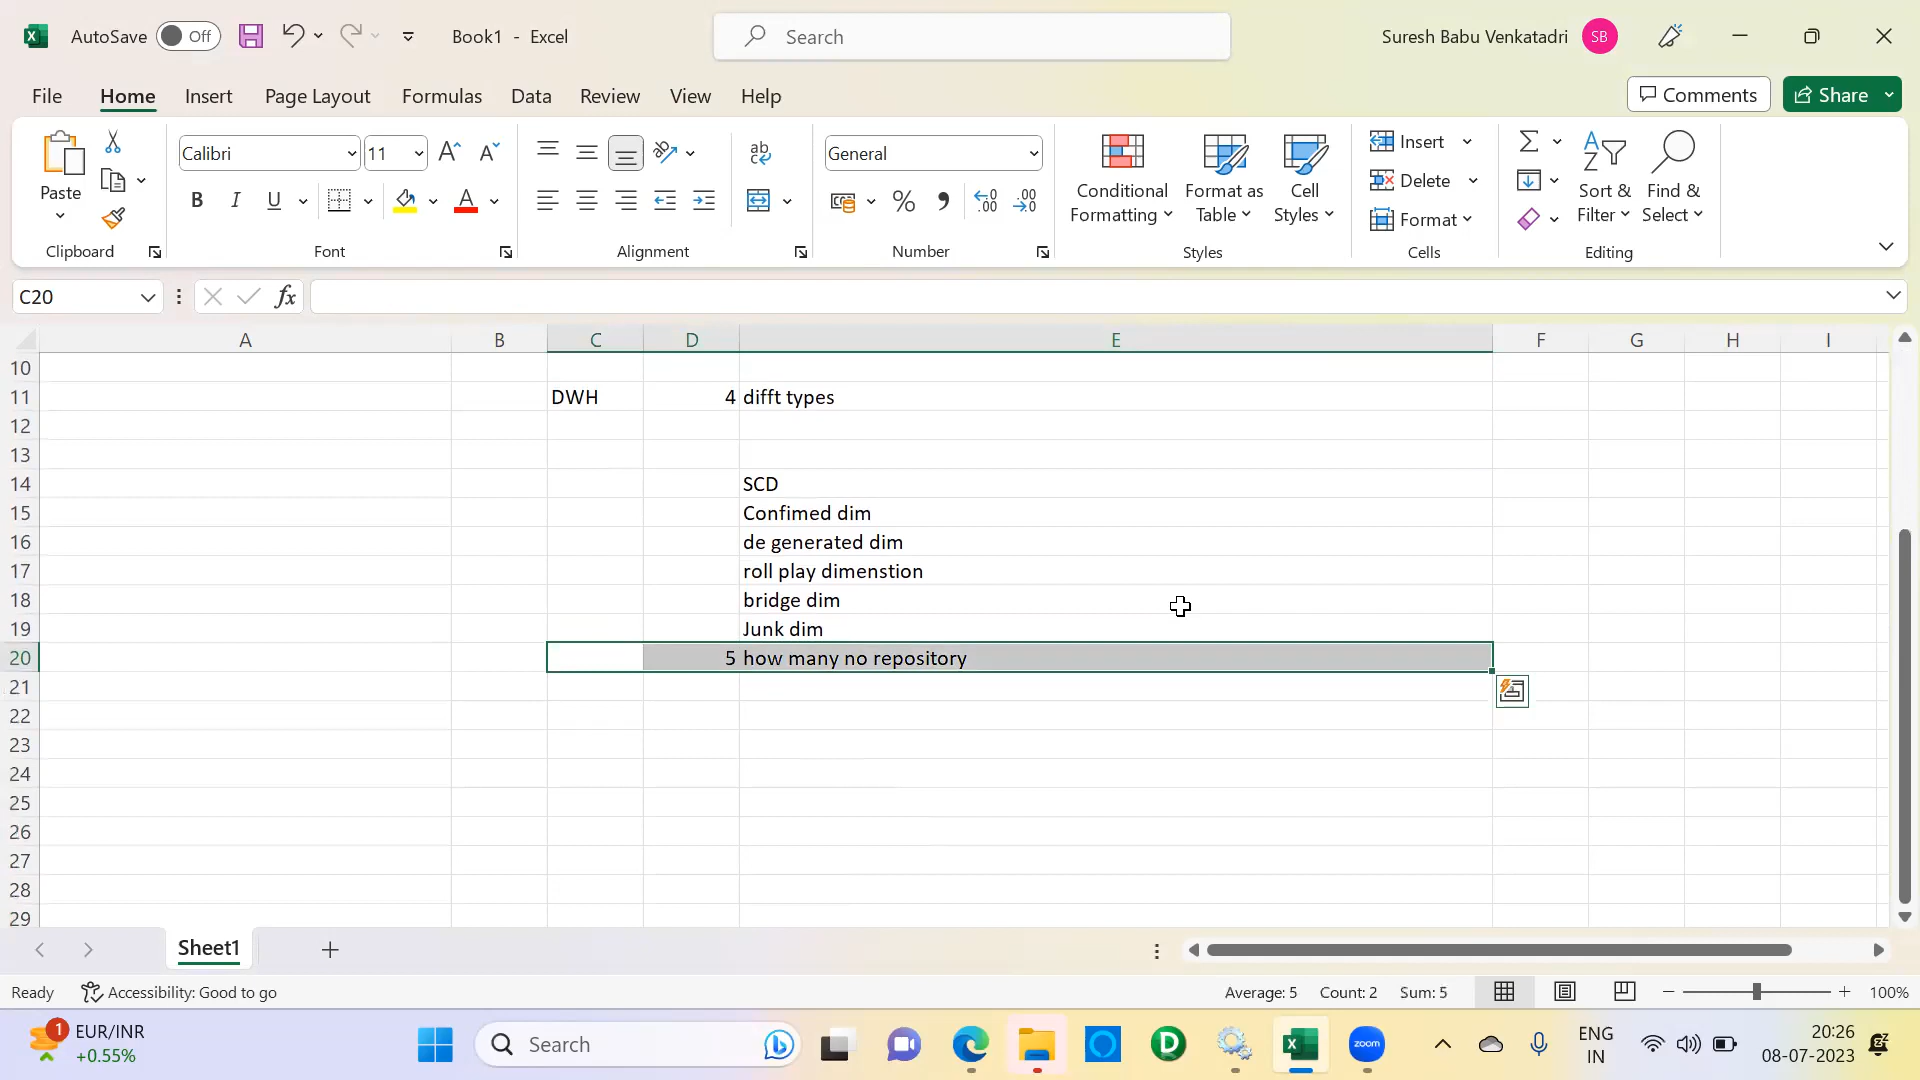 AutoSave Off Book1 - Excel Search Suresh Babu Venkatadri SB
File Home Insert Page Layout Formulas Data Review View Help Comments Share
Paste Calibri 11 General Conditional Formatting Format as Table Cell Styles Insert Delete Format Sort & Filter Find & Select
Clipboard Font Alignment Number Styles Cells Editing
C20 fx
A B C D E F G H I
10
11 DWH 4 difft types
12
13
14 SCD
15 Confimed dim
16 de generated dim
17 roll play dimenstion
18 bridge dim
19 Junk dim
20 5 how many no repository
21
22
23
24
25
26
27
28
29
Sheet1
Ready Accessibility: Good to go Average: 5 Count: 2 Sum: 5 100%
1 EUR/INR Search zoom ENG 20:26
+0.55% IN 08-07-2023